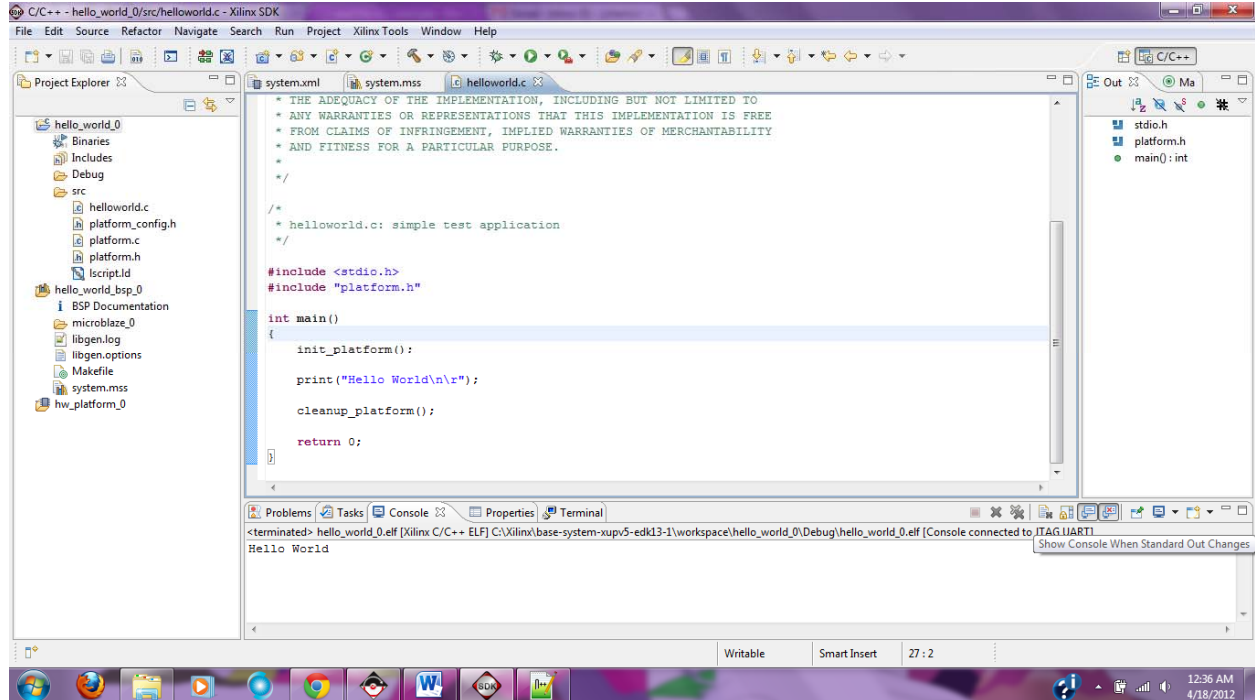 C/C++ - hello_world_0/src/helloworld.c - Xilinx SDK
File Edit Source Refactor Navigate Search Run Project Xilinx Tools Window Help
C/C++
Project Explorer
system.xml system.mss helloworld.c
Out Ma
hello_world_0
Binaries
Includes
Debug
src
helloworld.c
platform_config.h
platform.c
platform.h
lscript.ld
hello_world_bsp_0
BSP Documentation
microblaze_0
libgen.log
libgen.options
Makefile
system.mss
hw_platform_0
* THE ADEQUACY OF THE IMPLEMENTATION, INCLUDING BUT NOT LIMITED TO
* ANY WARRANTIES OR REPRESENTATIONS THAT THIS IMPLEMENTATION IS FREE
* FROM CLAIMS OF INFRINGEMENT, IMPLIED WARRANTIES OF MERCHANTABILITY
* AND FITNESS FOR A PARTICULAR PURPOSE.
*
*/
/*
* helloworld.c: simple test application
*/
#include <stdio.h>
#include "platform.h"
int main()
{
init_platform();
print("Hello World\n\r");
cleanup_platform();
return 0;
}
stdio.h
platform.h
main() : int
Problems Tasks Console Properties Terminal
<terminated> hello_world_0.elf [Xilinx C/C++ ELF] C:\Xilinx\base-system-xupv5-edk13-1\workspace\hello_world_0\Debug\hello_world_0.elf [Console connected to JTAG UART]
Hello World
Show Console When Standard Out Changes
Writable Smart Insert 27 : 2
SDK
12:36 AM
4/18/2012